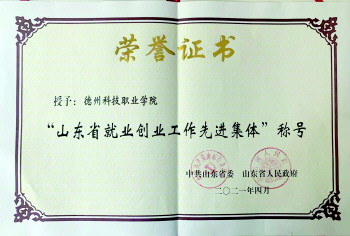 荣誉证书
授予：德州科技职业学院
“山东省就业创业工作先进集体”称号
中共山东省委 山东省人民政府
二〇二一年四月